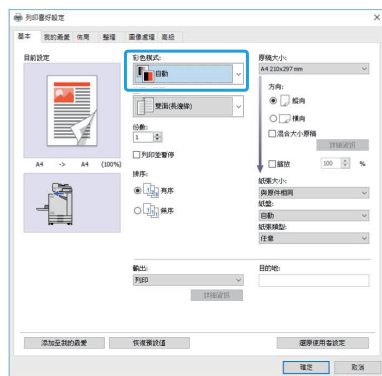 列印喜好設定
基本 我的最愛 佈局 整理 圖像處理 高級
目前設定
A4 -> A4 (100%)
彩色模式:
自動
雙面(長邊緣)
份數:
1
列印並暫停
排序:
有序
無序
輸出:
列印
詳細資訊
原稿大小:
A4 210x297 mm
方向:
縱向
橫向
混合大小原稿
詳細資訊
縮放 100 %
紙張大小:
與原件相同
紙盤:
自動
紙張類型:
任意
目的地:
添加至我的最愛 恢復預設值 還原使用者設定
確定 取消